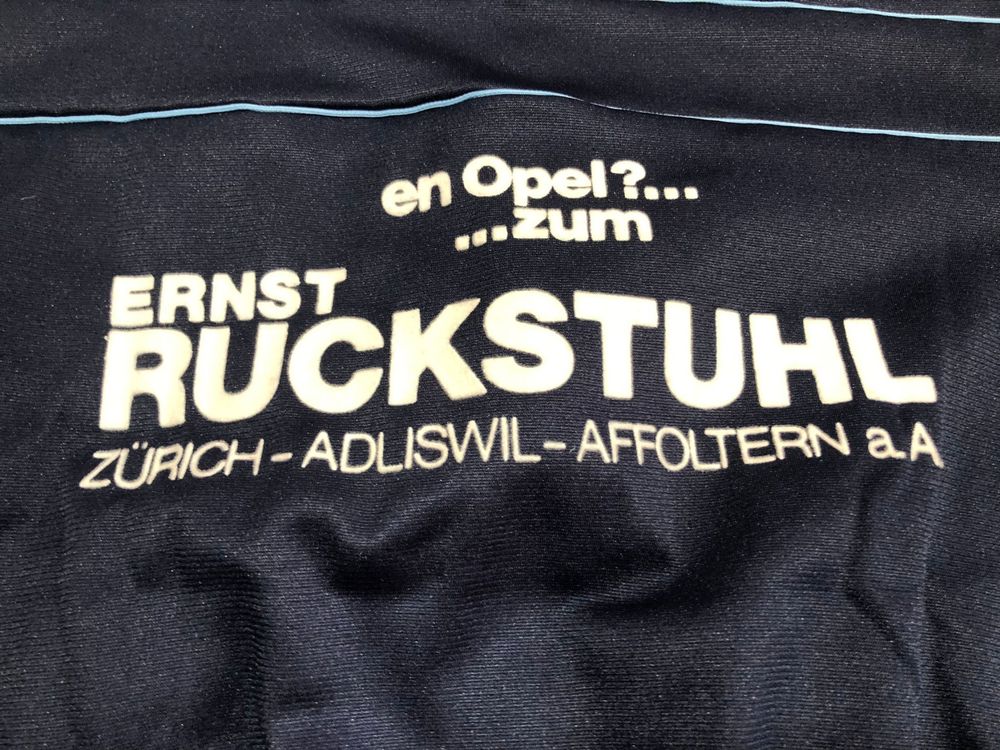 en Opel?...
...zum
ERNST
RUCKSTUHL
ZÜRICH - ADLISWIL - AFFOLTERN a.A